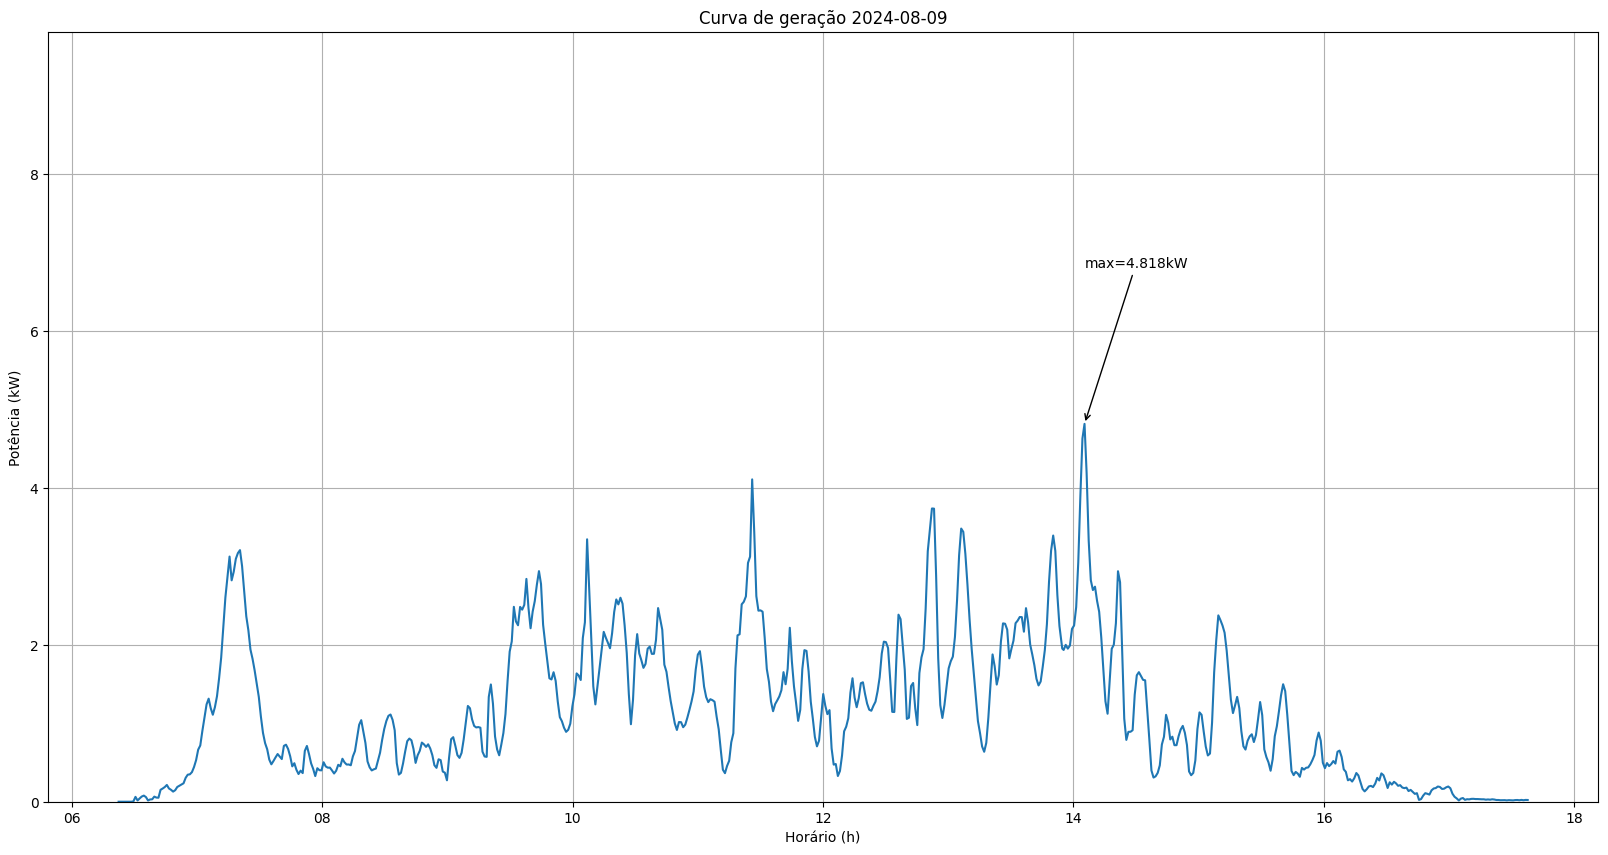 Curva de geração 2024-08-09
8
max=4.818kW
6
Potência (kW)
4
2
0
06 08 10 12 14 16 18
Horário (h)